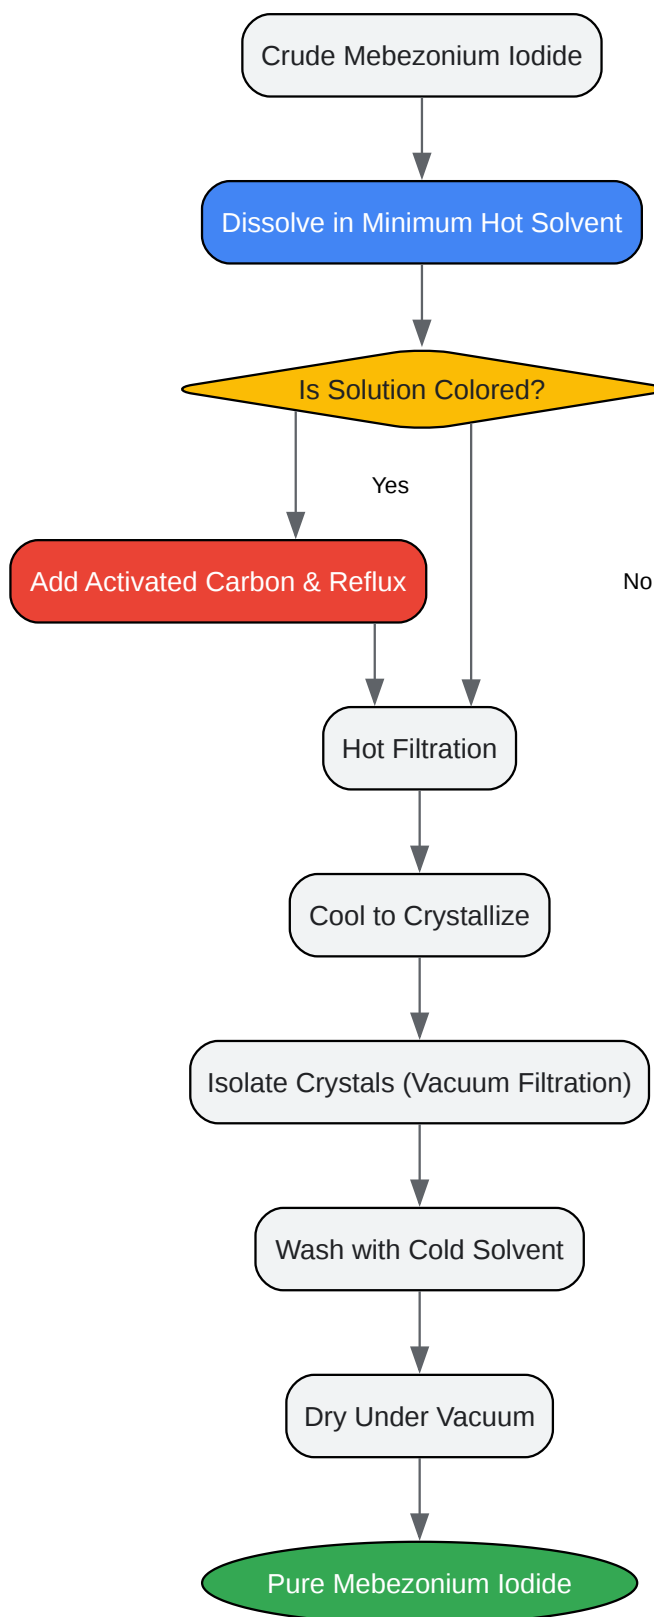 Crude Mebezonium Iodide
Dissolve in Minimum Hot Solvent
Is Solution Colored?
Yes
Add Activated Carbon & Reflux
No
Hot Filtration
Cool to Crystallize
Isolate Crystals (Vacuum Filtration)
Wash with Cold Solvent
Dry Under Vacuum
Pure Mebezonium Iodide